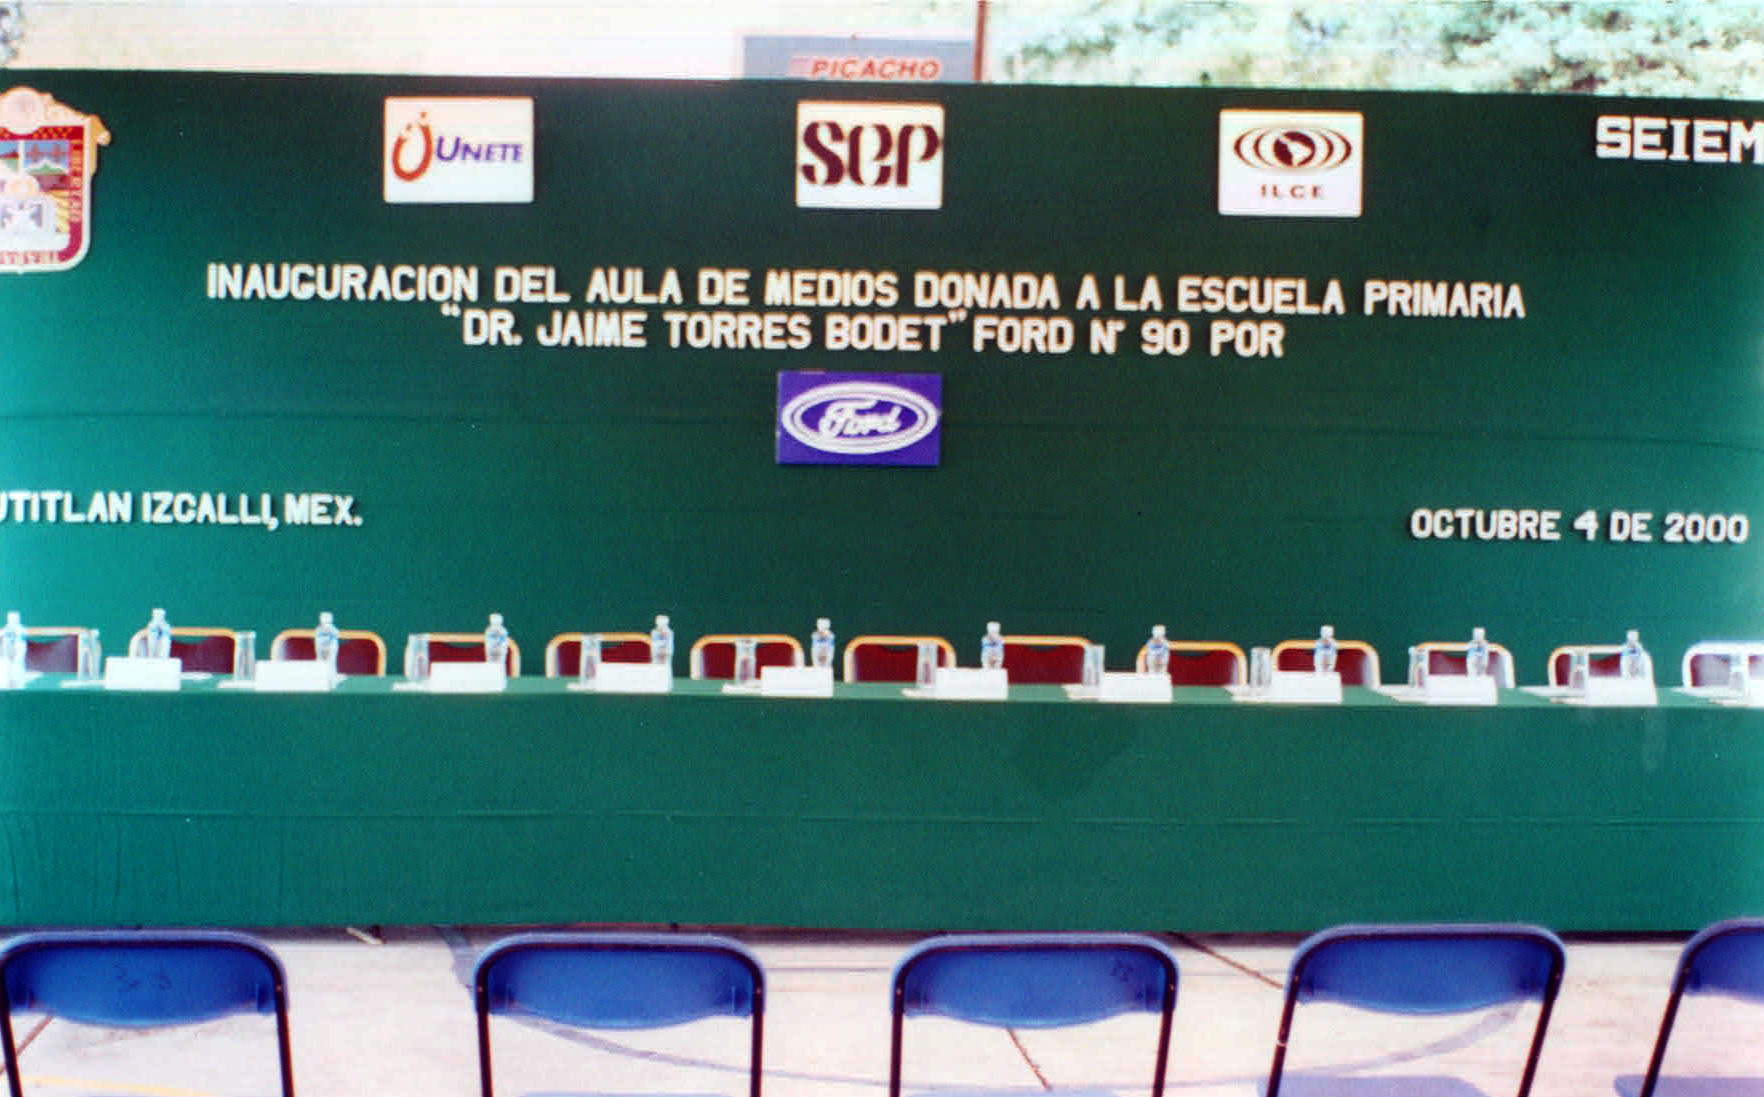 PICACHO
LIBERTAD
UNETE
SEP
ILCE
SEIEM
INAUGURACION DEL AULA DE MEDIOS DONADA A LA ESCUELA PRIMARIA
"DR. JAIME TORRES BODET" FORD N° 90 POR
Ford
UTITLAN IZCALLI, MEX.
OCTUBRE 4 DE 2000